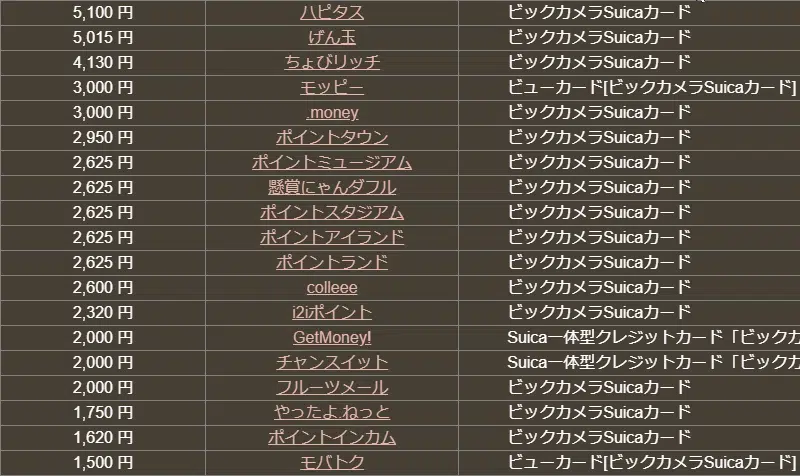 5,100 円 ハピタス ビックカメラSuicaカード
5,015 円 げん玉 ビックカメラSuicaカード
4,130 円 ちょびリッチ ビックカメラSuicaカード
3,000 円 モッピー ビューカード[ビックカメラSuicaカード]
3,000 円 .money ビックカメラSuicaカード
2,950 円 ポイントタウン ビックカメラSuicaカード
2,625 円 ポイントミュージアム ビックカメラSuicaカード
2,625 円 懸賞にゃんダフル ビックカメラSuicaカード
2,625 円 ポイントスタジアム ビックカメラSuicaカード
2,625 円 ポイントアイランド ビックカメラSuicaカード
2,625 円 ポイントランド ビックカメラSuicaカード
2,600 円 colleee ビックカメラSuicaカード
2,320 円 i2iポイント ビックカメラSuicaカード
2,000 円 GetMoney! Suica一体型クレジットカード「ビックカ
2,000 円 チャンスイット Suica一体型クレジットカード「ビックカ
2,000 円 フルーツメール ビックカメラSuicaカード
1,750 円 やったよ.ねっと ビックカメラSuicaカード
1,620 円 ポイントインカム ビックカメラSuicaカード
1,500 円 モバトク ビューカード[ビックカメラSuicaカード]